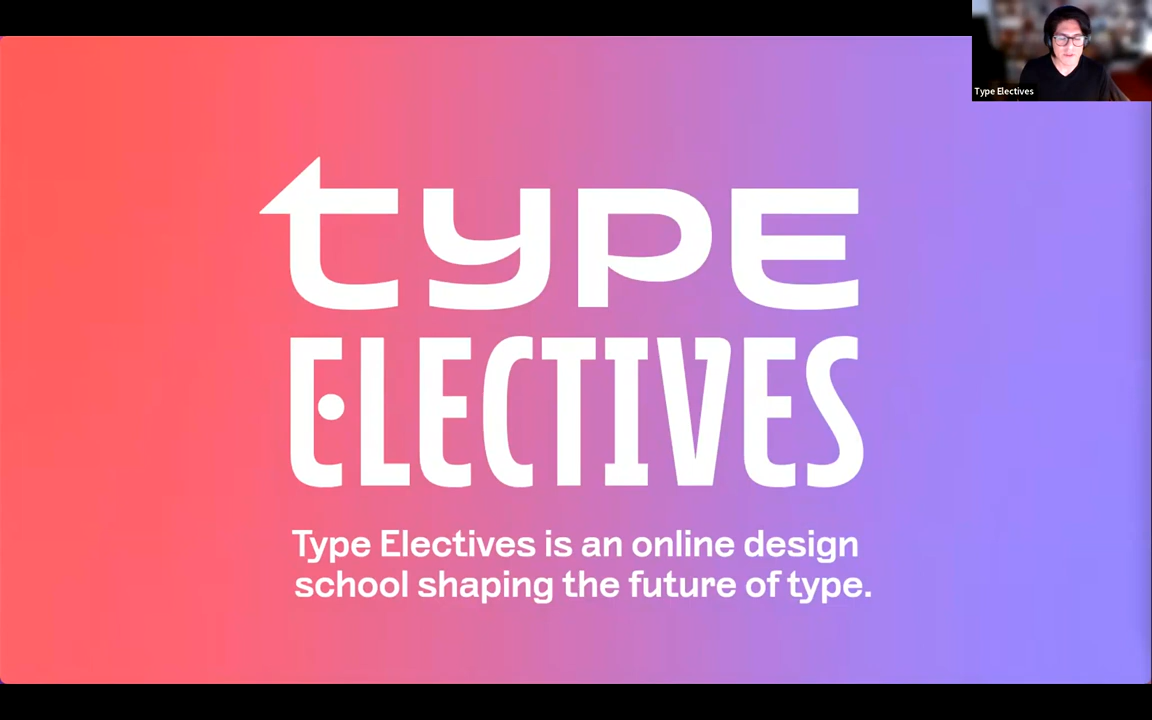 Type Electives
TYPE
ELECTIVES
Type Electives is an online design
school shaping the future of type.